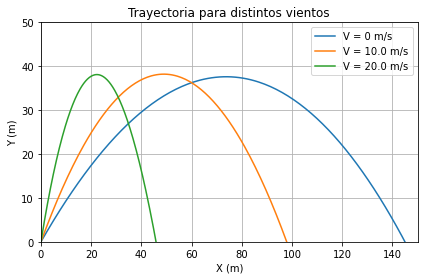 Trayectoria para distintos vientos
V = 0 m/s
V = 10.0 m/s
V = 20.0 m/s
Y (m)
50
40
30
20
10
0
0 20 40 60 80 100 120 140
X (m)